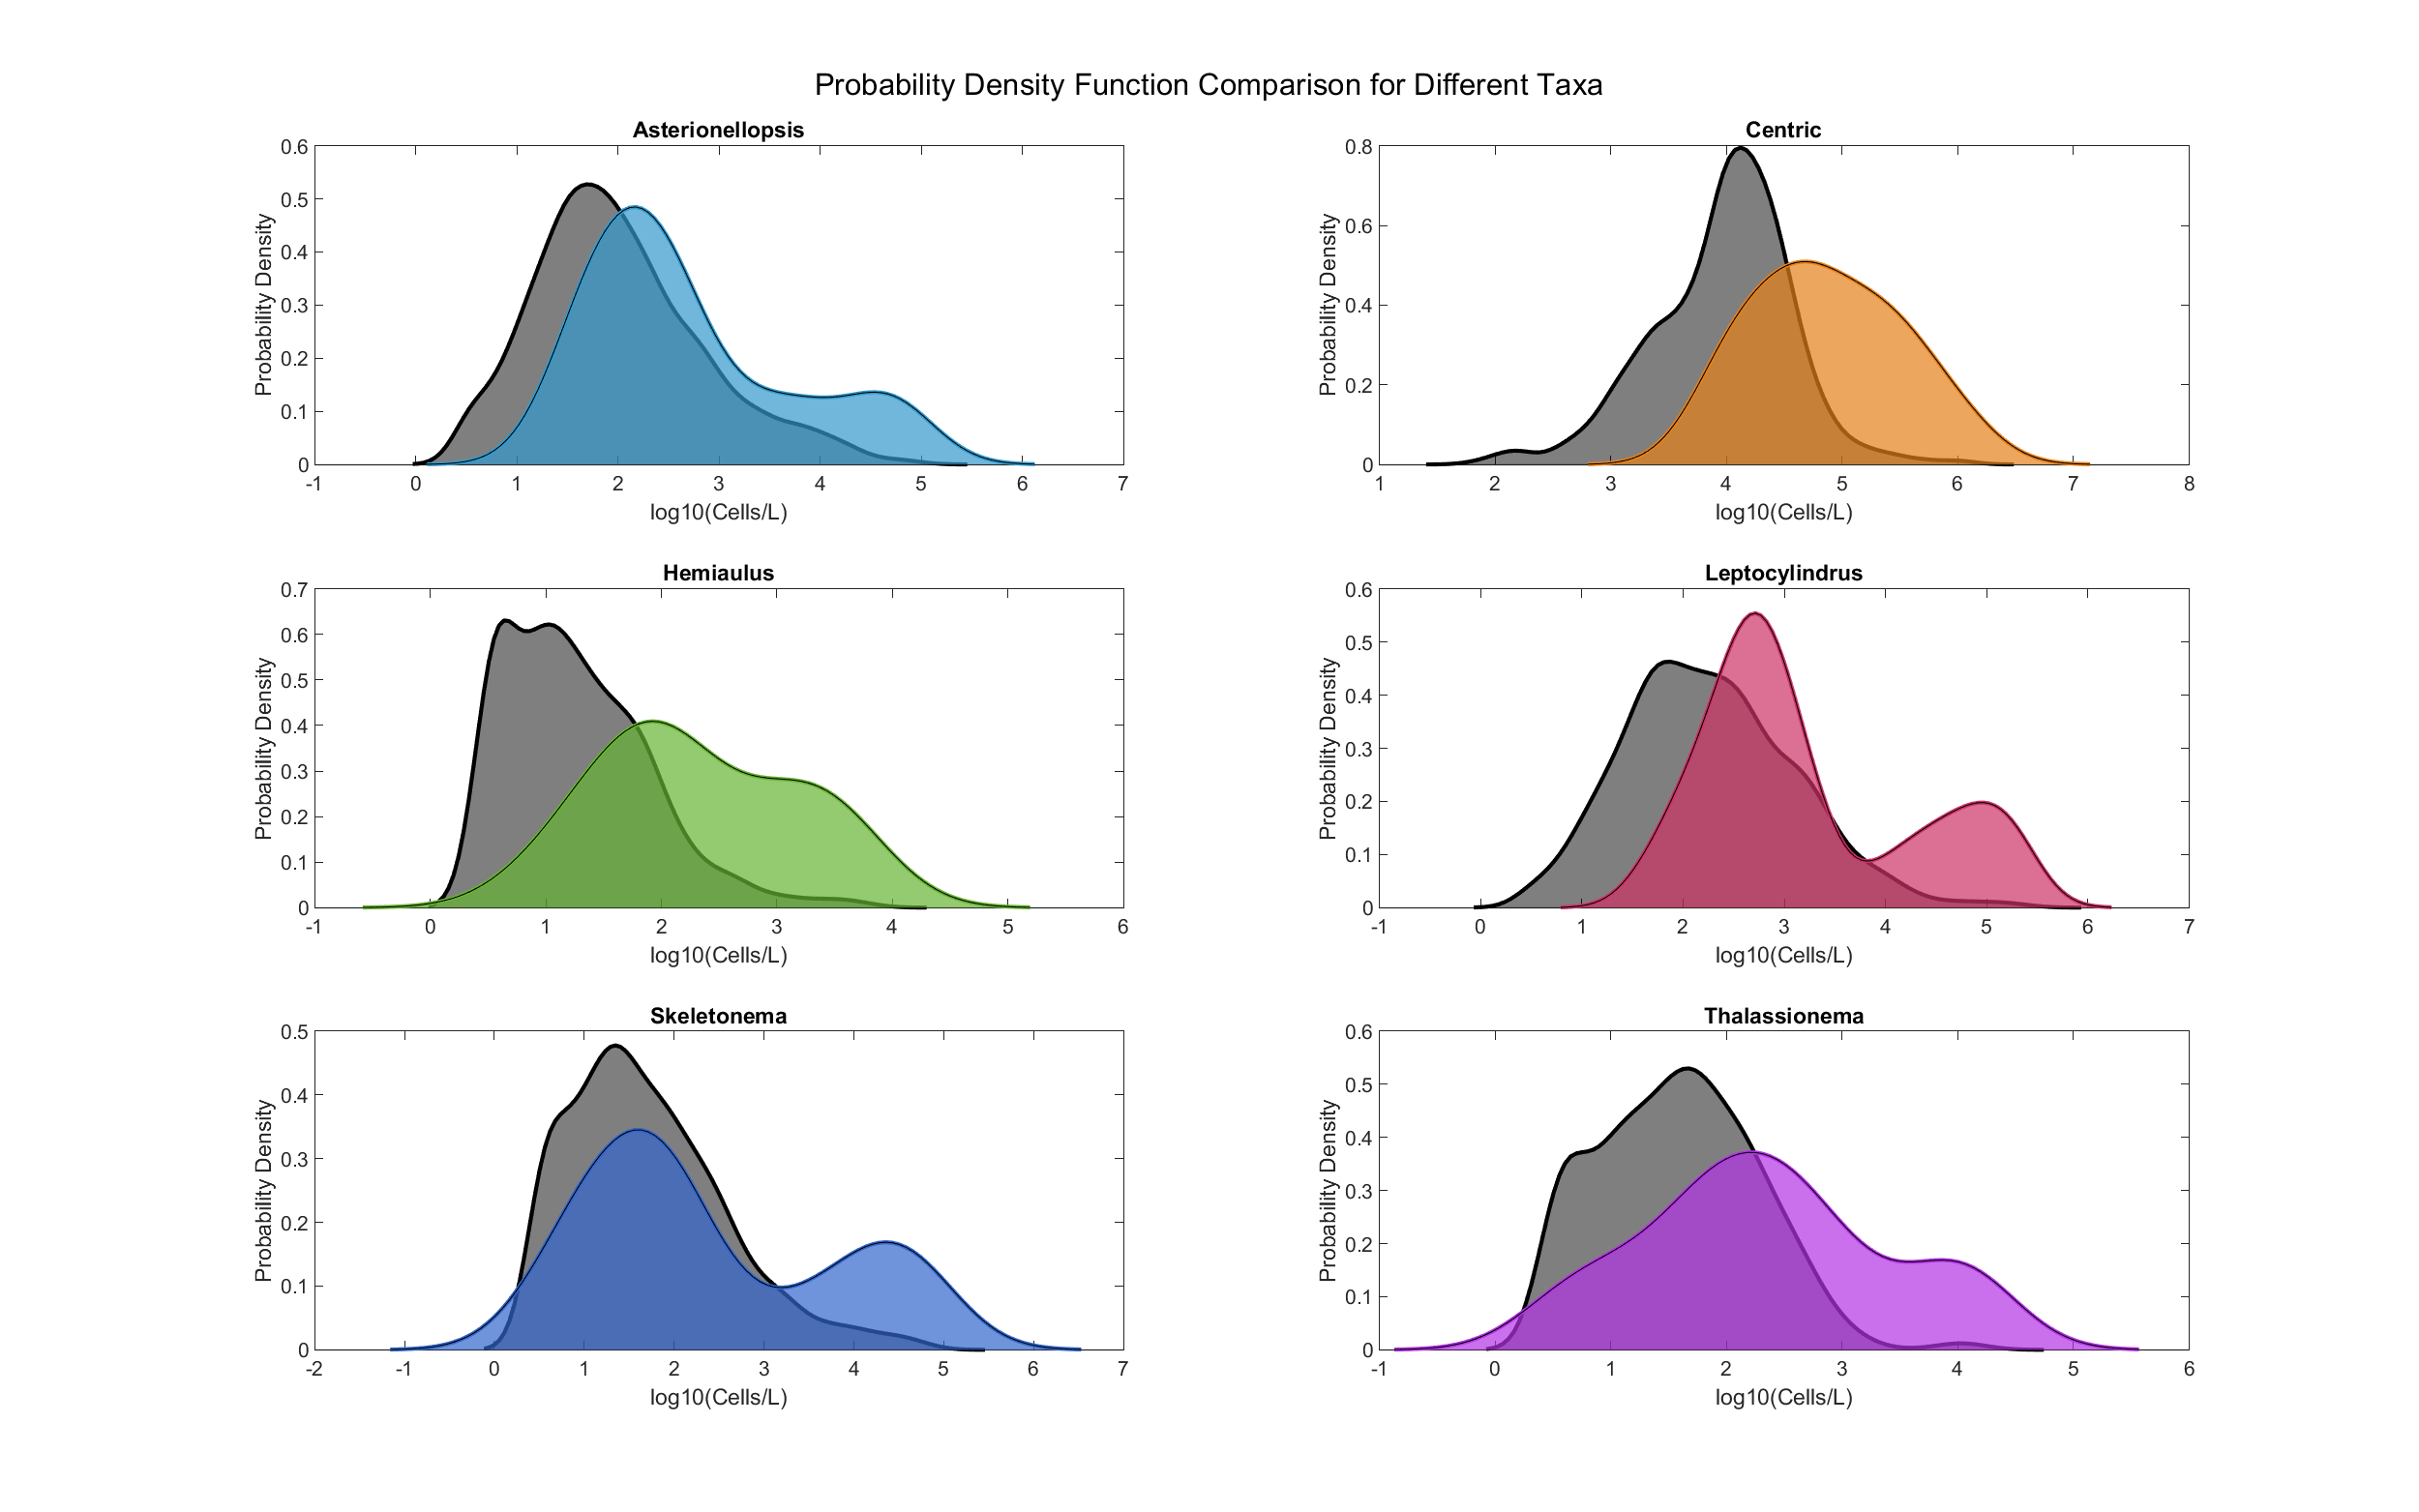 Probability Density Function Comparison for Different Taxa
Asterionellopsis
Probability Density
0.6
0.5
0.4
0.3
0.2
0.1
0
-1 0 1 2 3 4 5 6 7
log10(Cells/L)
Centric
Probability Density
0.8
0.6
0.4
0.2
0
1 2 3 4 5 6 7 8
log10(Cells/L)
Hemiaulus
Probability Density
0.7
0.6
0.5
0.4
0.3
0.2
0.1
0
-1 0 1 2 3 4 5 6
log10(Cells/L)
Leptocylindrus
Probability Density
0.6
0.5
0.4
0.3
0.2
0.1
0
-1 0 1 2 3 4 5 6 7
log10(Cells/L)
Skeletonema
Probability Density
0.5
0.4
0.3
0.2
0.1
0
-2 -1 0 1 2 3 4 5 6 7
log10(Cells/L)
Thalassionema
Probability Density
0.6
0.5
0.4
0.3
0.2
0.1
0
-1 0 1 2 3 4 5 6
log10(Cells/L)